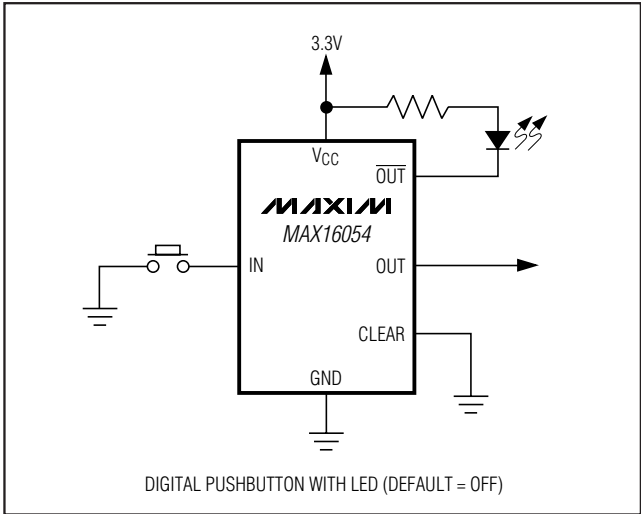 3.3V
VCC
OUT
MAXIM
MAX16054
IN
OUT
CLEAR
GND
DIGITAL PUSHBUTTON WITH LED (DEFAULT = OFF)